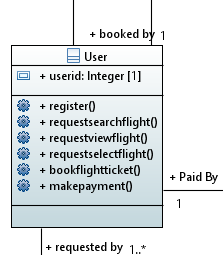 + booked by 1
User
+ userid: Integer [1]
+ register()
+ requestsearchflight()
+ requestviewflight()
+ requestselectflight()
+ bookflightticket()
+ makepayment()
+ Paid By
1
+ requested by 1..*